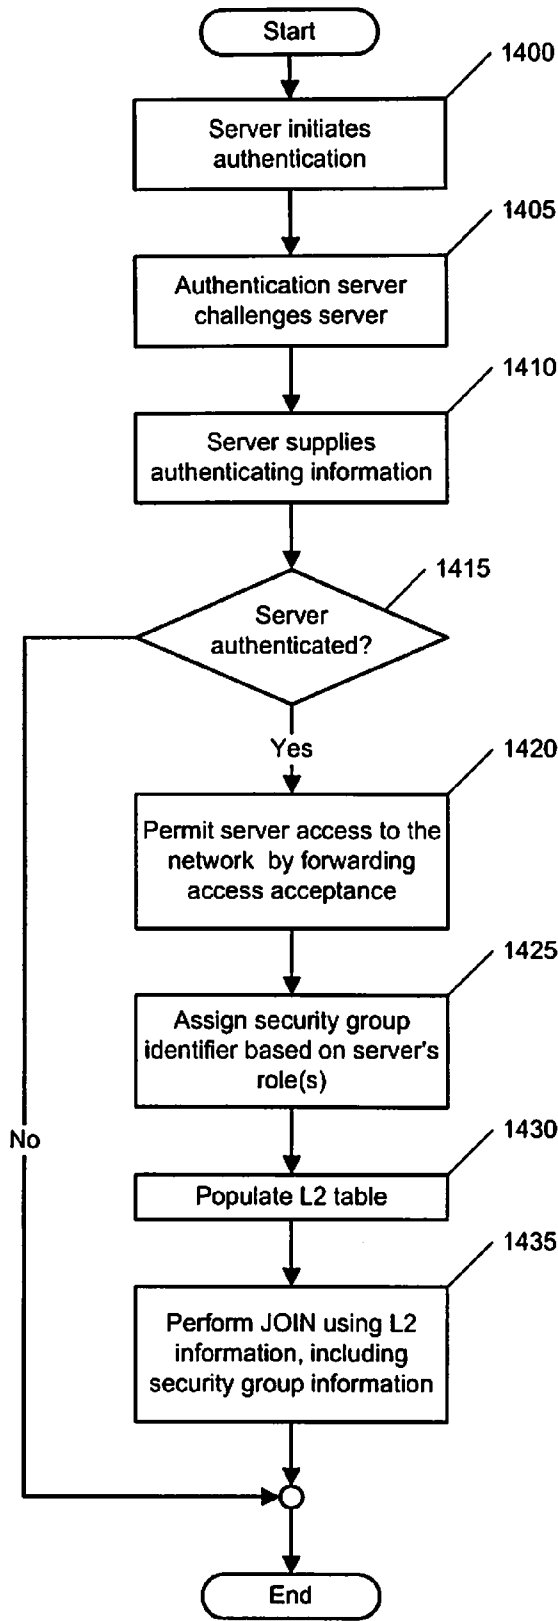 Start
1400
Server initiates
authentication
1405
Authentication server
challenges server
1410
Server supplies
authenticating information
1415
Server
authenticated?
Yes
1420
Permit server access to the
network by forwarding
access acceptance
1425
Assign security group
identifier based on server's
role(s)
No
1430
Populate L2 table
1435
Perform JOIN using L2
information, including
security group information
End